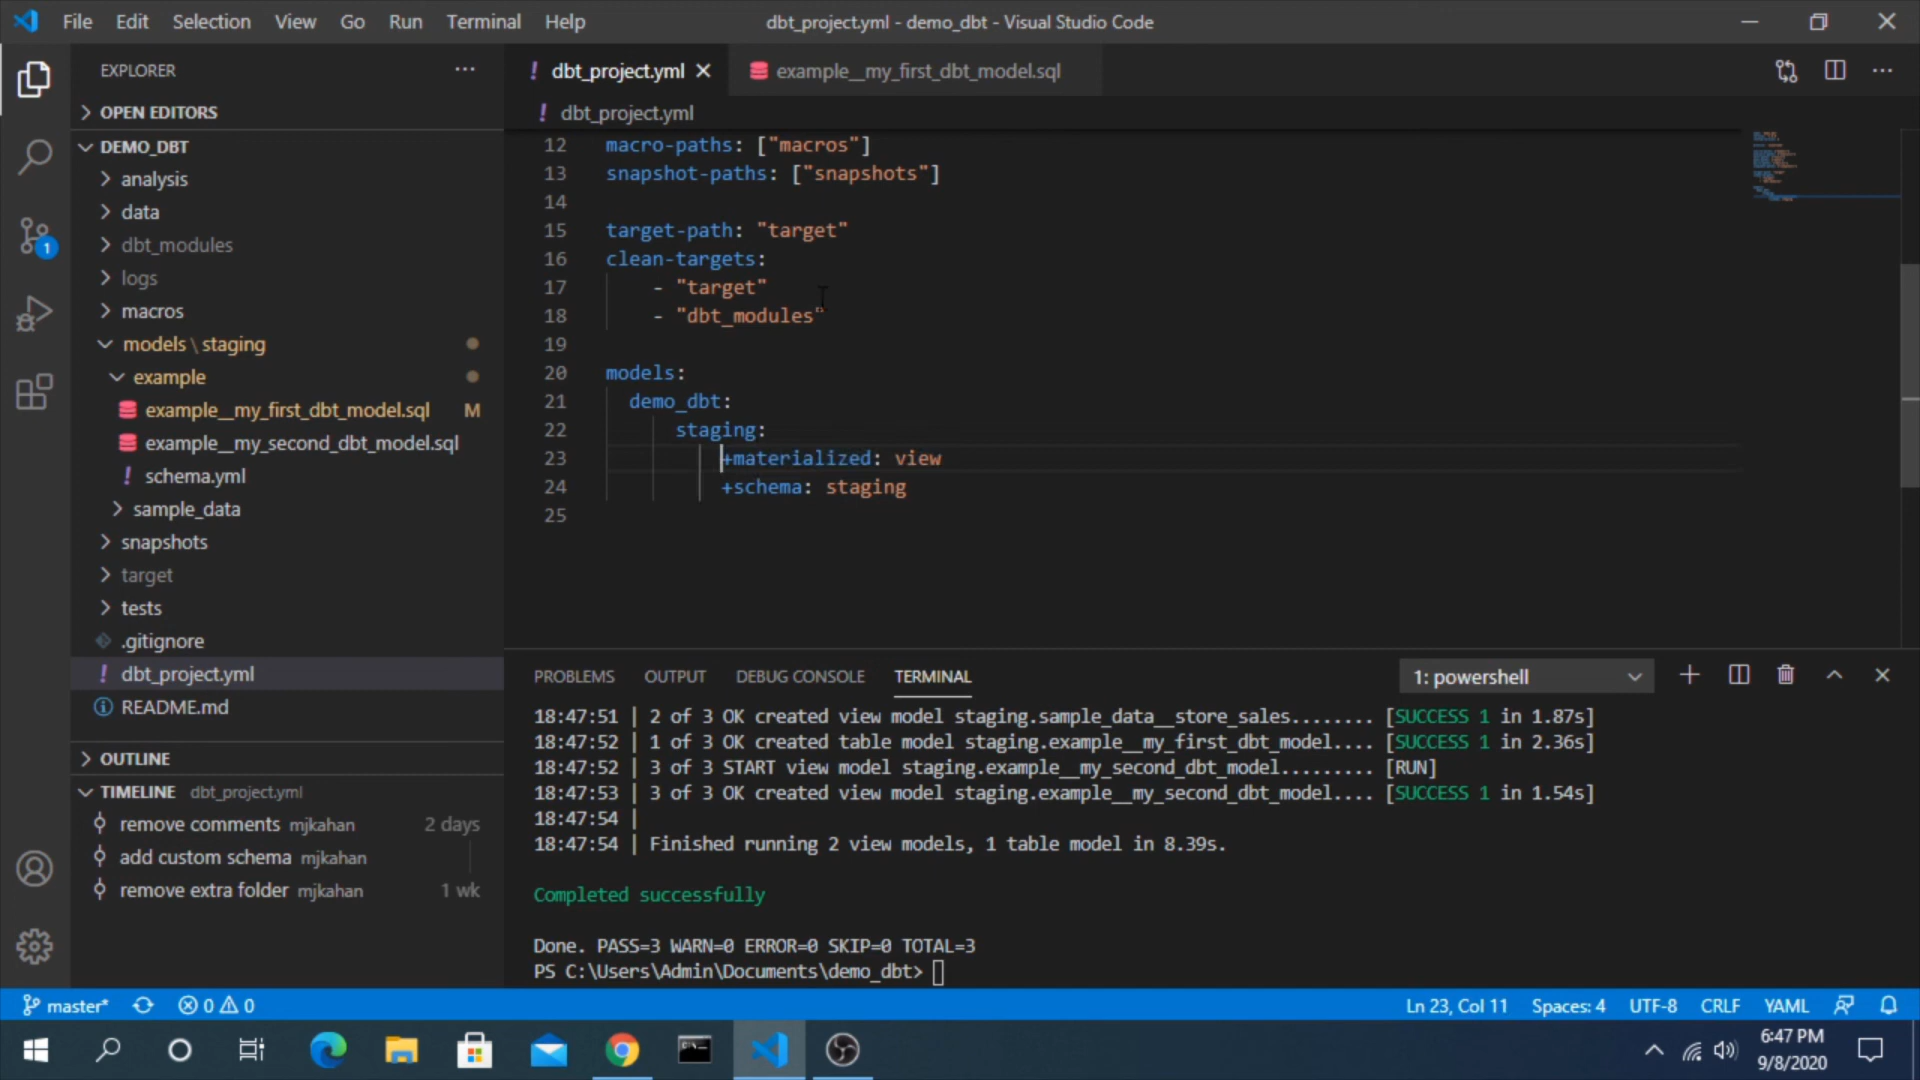 File Edit Selection View Go Run Terminal Help
dbt_project.yml - demo_dbt - Visual Studio Code
EXPLORER
OPEN EDITORS
DEMO_DBT
analysis
data
dbt_modules
logs
macros
models \ staging
example
example__my_first_dbt_model.sql M
example__my_second_dbt_model.sql
! schema.yml
sample_data
snapshots
target
tests
.gitignore
! dbt_project.yml
README.md
OUTLINE
TIMELINE dbt_project.yml
remove comments mjkahan 2 days
add custom schema mjkahan
remove extra folder mjkahan 1 wk
! dbt_project.yml
example__my_first_dbt_model.sql
! dbt_project.yml
12 macro-paths: ["macros"]
13 snapshot-paths: ["snapshots"]
14
15 target-path: "target"
16 clean-targets:
17 - "target"
18 - "dbt_modules"
19
20 models:
21 demo_dbt:
22 staging:
23 +materialized: view
24 +schema: staging
25
PROBLEMS OUTPUT DEBUG CONSOLE TERMINAL
1: powershell
18:47:51 | 2 of 3 OK created view model staging.sample_data__store_sales........ [SUCCESS 1 in 1.87s]
18:47:52 | 1 of 3 OK created table model staging.example__my_first_dbt_model.... [SUCCESS 1 in 2.36s]
18:47:52 | 3 of 3 START view model staging.example__my_second_dbt_model......... [RUN]
18:47:53 | 3 of 3 OK created view model staging.example__my_second_dbt_model.... [SUCCESS 1 in 1.54s]
18:47:54 |
18:47:54 | Finished running 2 view models, 1 table model in 8.39s.
Completed successfully
Done. PASS=3 WARN=0 ERROR=0 SKIP=0 TOTAL=3
PS C:\Users\Admin\Documents\demo_dbt>
1
master* 0 0
Ln 23, Col 11 Spaces: 4 UTF-8 CRLF YAML
6:47 PM
9/8/2020